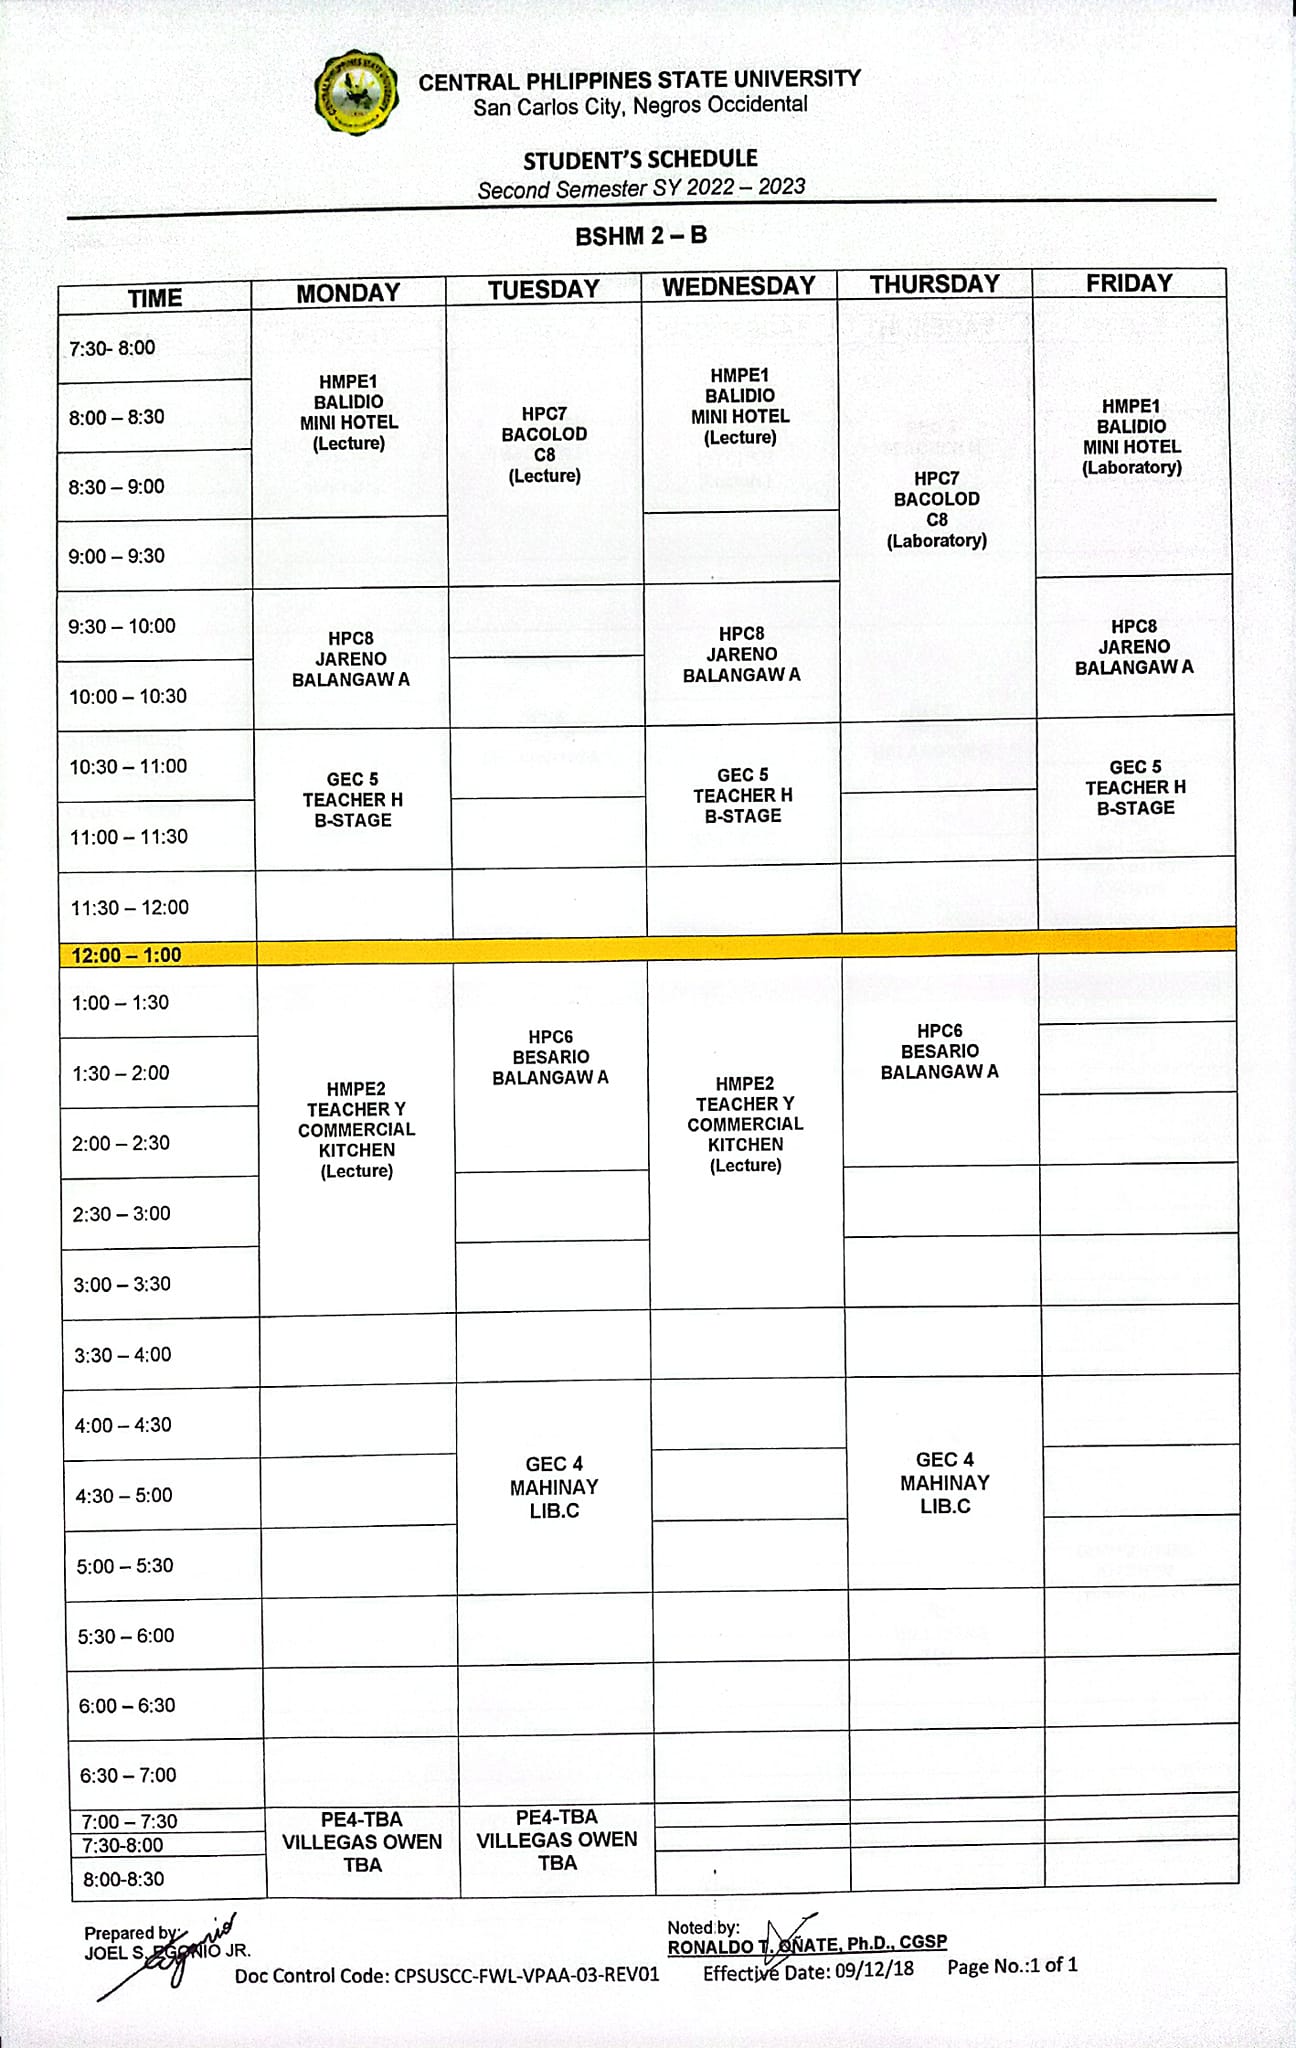 CENTRAL PHLIPPINES STATE UNIVERSITY
San Carlos City, Negros Occidental
STUDENT'S SCHEDULE
Second Semester SY 2022 – 2023
BSHM 2 – B
TIME MONDAY TUESDAY WEDNESDAY THURSDAY FRIDAY
7:30- 8:00
8:00 – 8:30
8:30 – 9:00
9:00 – 9:30
9:30 – 10:00
10:00 – 10:30
10:30 – 11:00
11:00 – 11:30
11:30 – 12:00
12:00 – 1:00
1:00 – 1:30
1:30 – 2:00
2:00 – 2:30
2:30 – 3:00
3:00 – 3:30
3:30 – 4:00
4:00 – 4:30
4:30 – 5:00
5:00 – 5:30
5:30 – 6:00
6:00 – 6:30
6:30 – 7:00
7:00 – 7:30
7:30-8:00
8:00-8:30
HMPE1
BALIDIO
MINI HOTEL
(Lecture)
HPC8
JARENO
BALANGAW A
GEC 5
TEACHER H
B-STAGE
HMPE2
TEACHER Y
COMMERCIAL
KITCHEN
(Lecture)
PE4-TBA
VILLEGAS OWEN
TBA
HPC7
BACOLOD
C8
(Lecture)
HPC6
BESARIO
BALANGAW A
GEC 4
MAHINAY
LIB.C
PE4-TBA
VILLEGAS OWEN
TBA
HMPE1
BALIDIO
MINI HOTEL
(Lecture)
HPC8
JARENO
BALANGAW A
GEC 5
TEACHER H
B-STAGE
HMPE2
TEACHER Y
COMMERCIAL
KITCHEN
(Lecture)
HPC7
BACOLOD
C8
(Laboratory)
HPC6
BESARIO
BALANGAW A
GEC 4
MAHINAY
LIB.C
HMPE1
BALIDIO
MINI HOTEL
(Laboratory)
HPC8
JARENO
BALANGAW A
GEC 5
TEACHER H
B-STAGE
Prepared by:
JOEL S. EGONIO JR.
Noted by:
RONALDO T. OÑATE, Ph.D., CGSP
Doc Control Code: CPSUSCC-FWL-VPAA-03-REV01 Effective Date: 09/12/18 Page No.:1 of 1